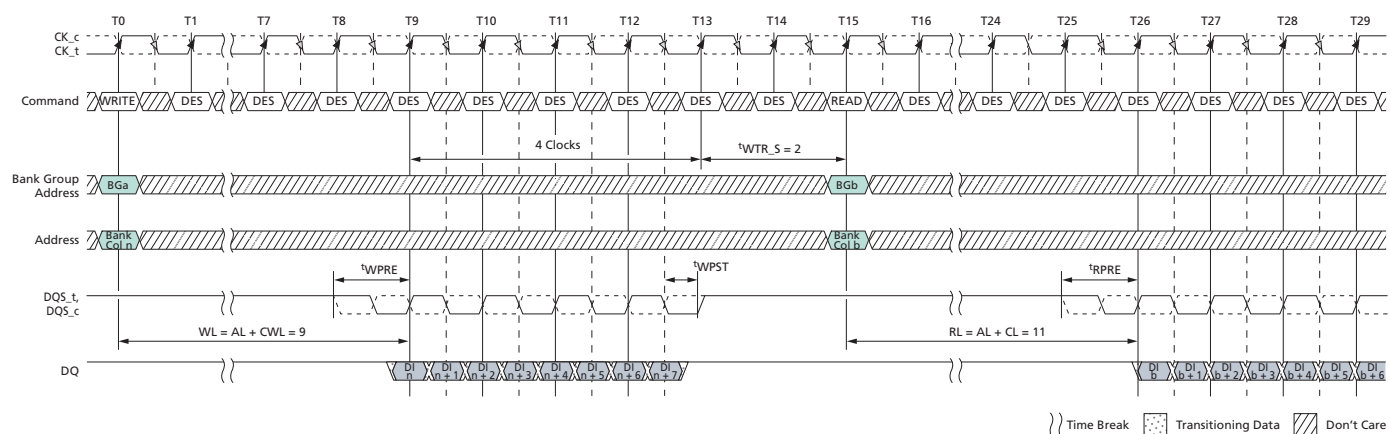 T0 T1 T7 T8 T9 T10 T11 T12 T13 T14 T15 T16 T24 T25 T26 T27 T28 T29
CK_c
CK_t
Command WRITE DES DES DES DES DES DES DES DES DES READ DES DES DES DES DES DES DES
4 Clocks tWTR_S = 2
Bank Group
Address
BGa BGb
Address
Bank
Col n
Bank
Col b
tWPRE tWPST tRPRE
DQS_t,
DQS_c
WL = AL + CWL = 9 RL = AL + CL = 11
DQ
DI DI DI DI DI DI DI DI DI DI DI DI DI DI DI
n n + 1 n + 2 n + 3 n + 4 n + 5 n + 6 n + 7 b b + 1 b + 2 b + 3 b + 4 b + 5 b + 6
Time Break Transitioning Data Don't Care